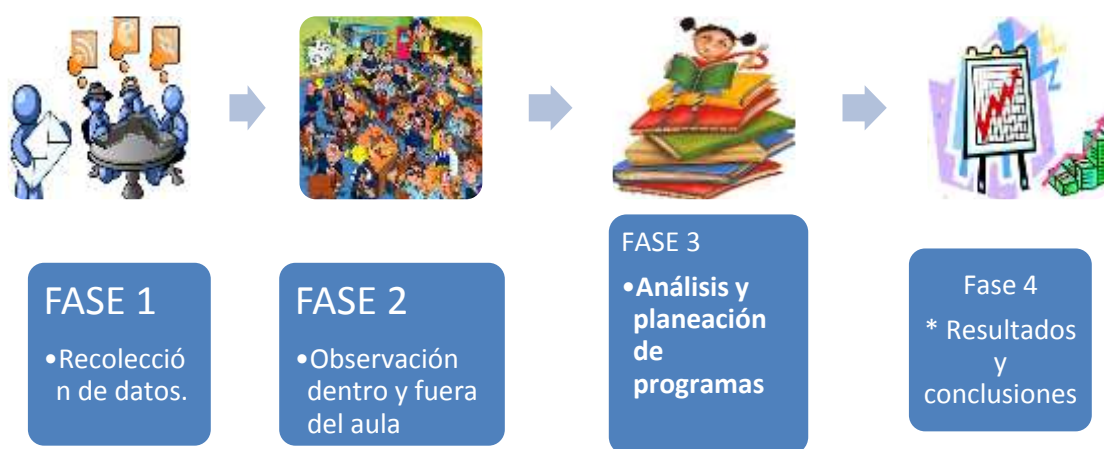 FASE 1
•Recolecció
n de datos.
FASE 2
•Observación
dentro y fuera
del aula
FASE 3
•Análisis y
planeación
de
programas
Fase 4
* Resultados
y
conclusiones